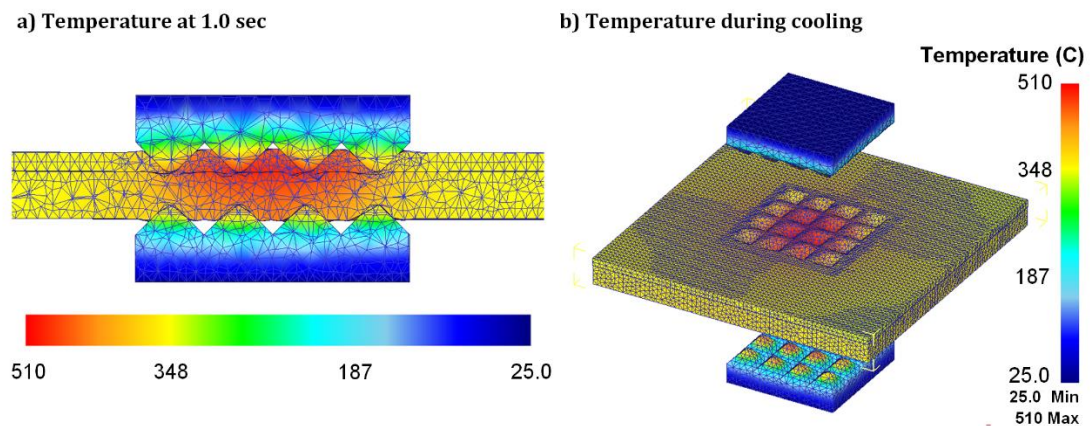 a) Temperature at 1.0 sec
510
348
187
25.0
b) Temperature during cooling
Temperature (C)
510
348
187
25.0
25.0 Min
510 Max